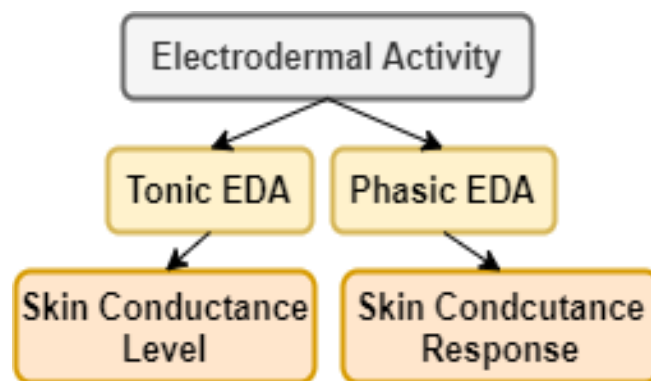 Electrodermal Activity
Tonic EDA
Phasic EDA
Skin Conductance
Level
Skin Condcutance
Response